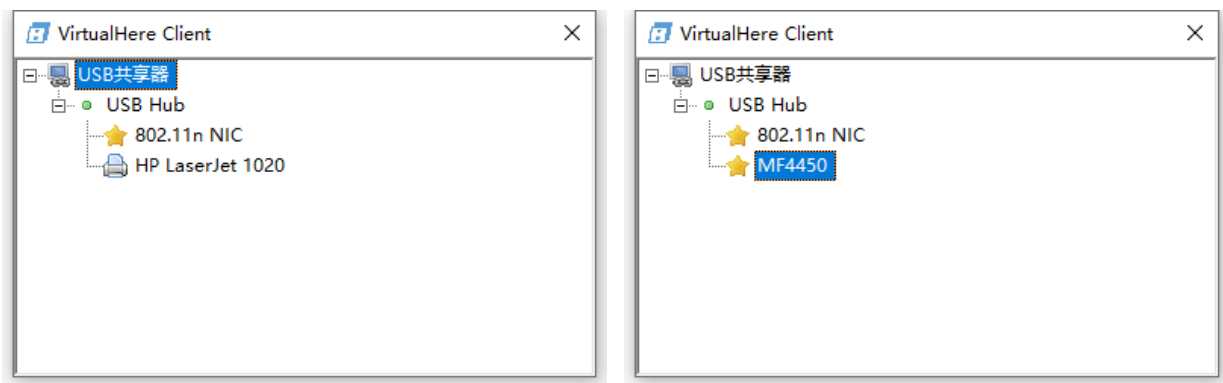 VirtualHere Client
USB共享器
USB Hub
802.11n NIC
HP LaserJet 1020
VirtualHere Client
USB共享器
USB Hub
802.11n NIC
MF4450